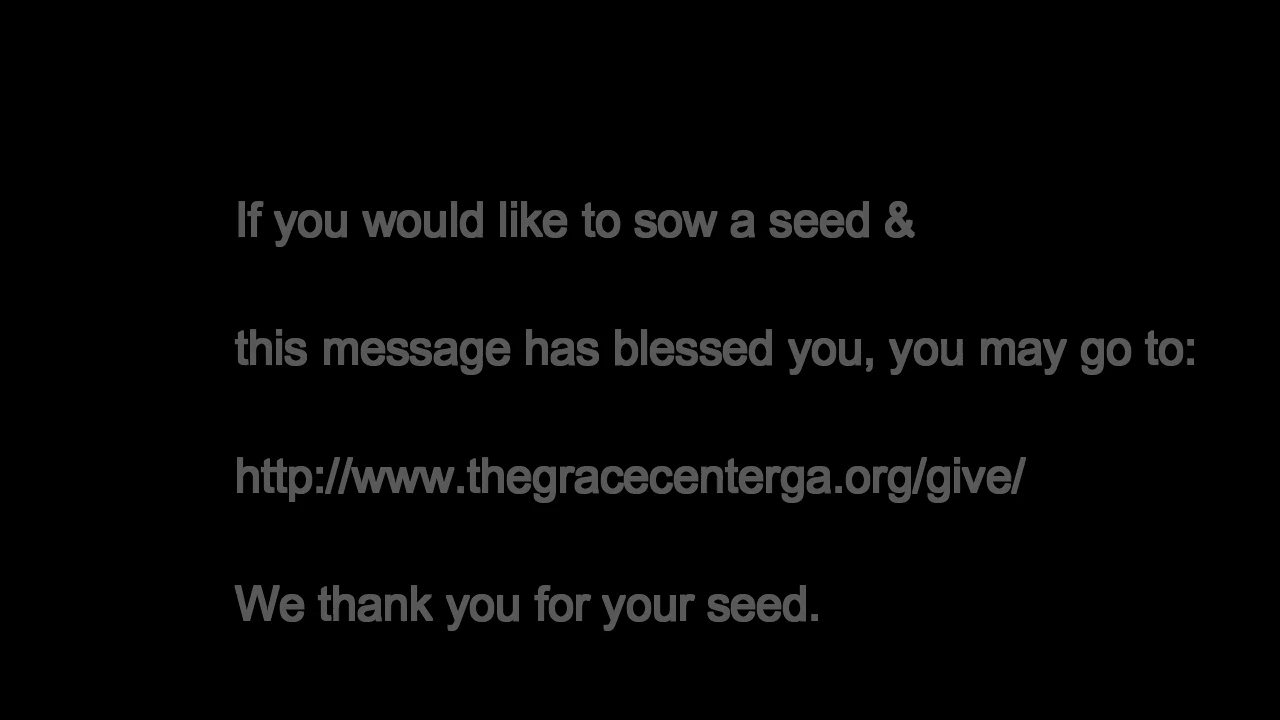 If you would like to sow a seed &
this message has blessed you, you may go to:
http://www.thegracecenterga.org/give/
We thank you for your seed.